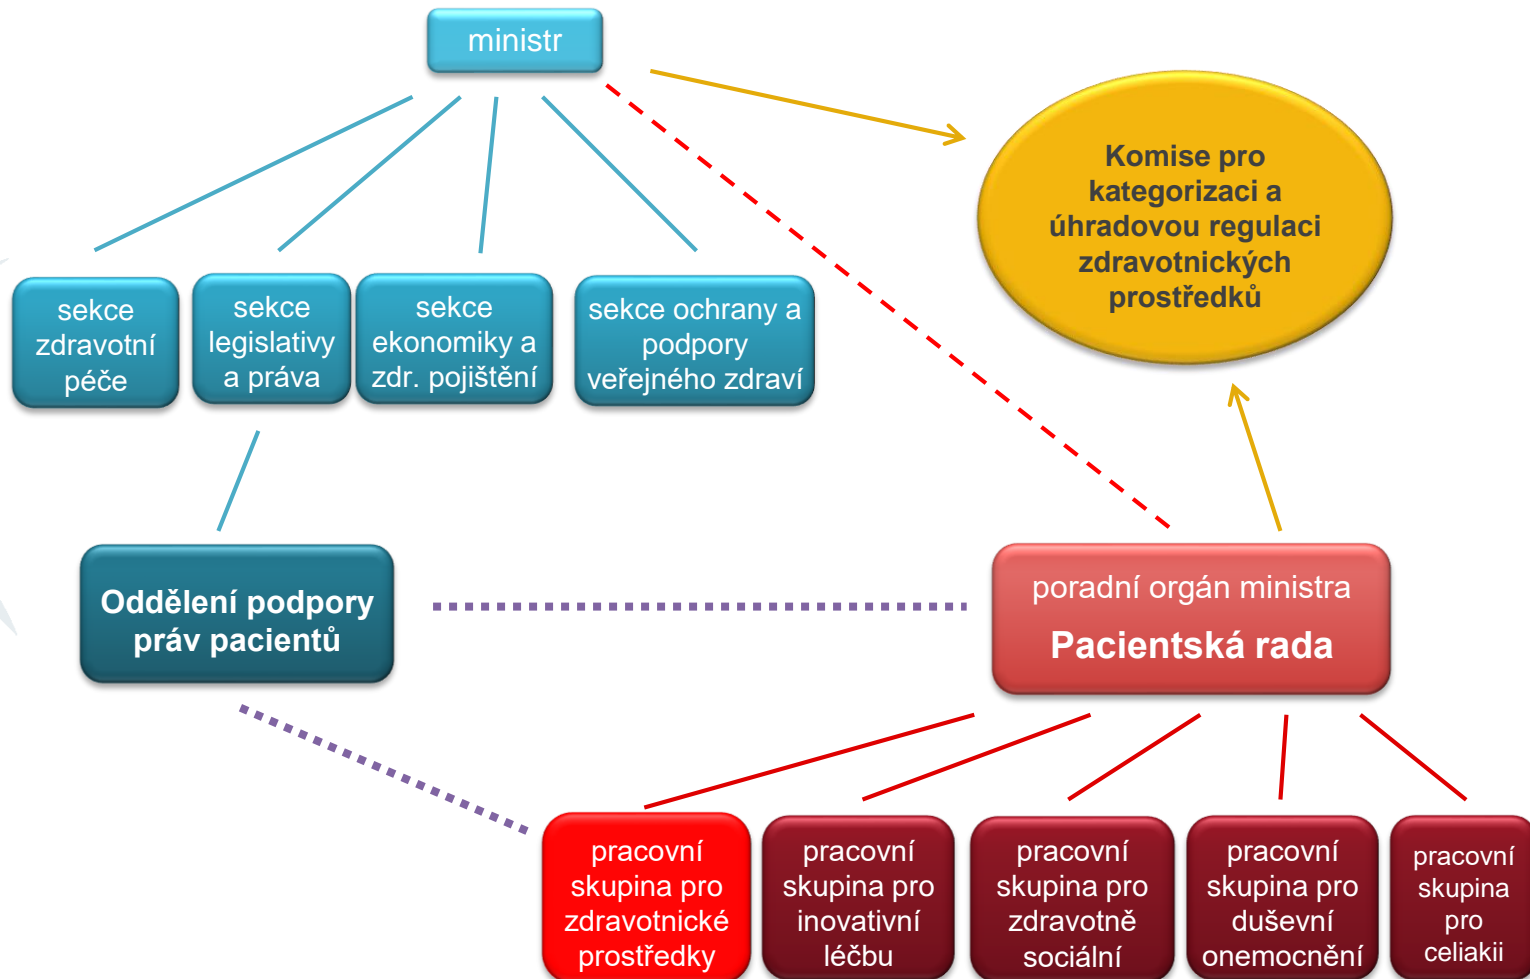 ministr
Komise pro
kategorizaci a
úhradovou regulaci
zdravotnických
prostředků
sekce
zdravotní
péče
sekce
legislativy
a práva
sekce
ekonomiky a
zdr. pojištění
sekce ochrany a
podpory
veřejného zdraví
Oddělení podpory
práv pacientů
poradní orgán ministra
Pacientská rada
pracovní
skupina pro
zdravotnické
prostředky
pracovní
skupina pro
inovativní
léčbu
pracovní
skupina pro
zdravotně
sociální
pracovní
skupina pro
duševní
onemocnění
pracovní
skupina
pro
celiakii